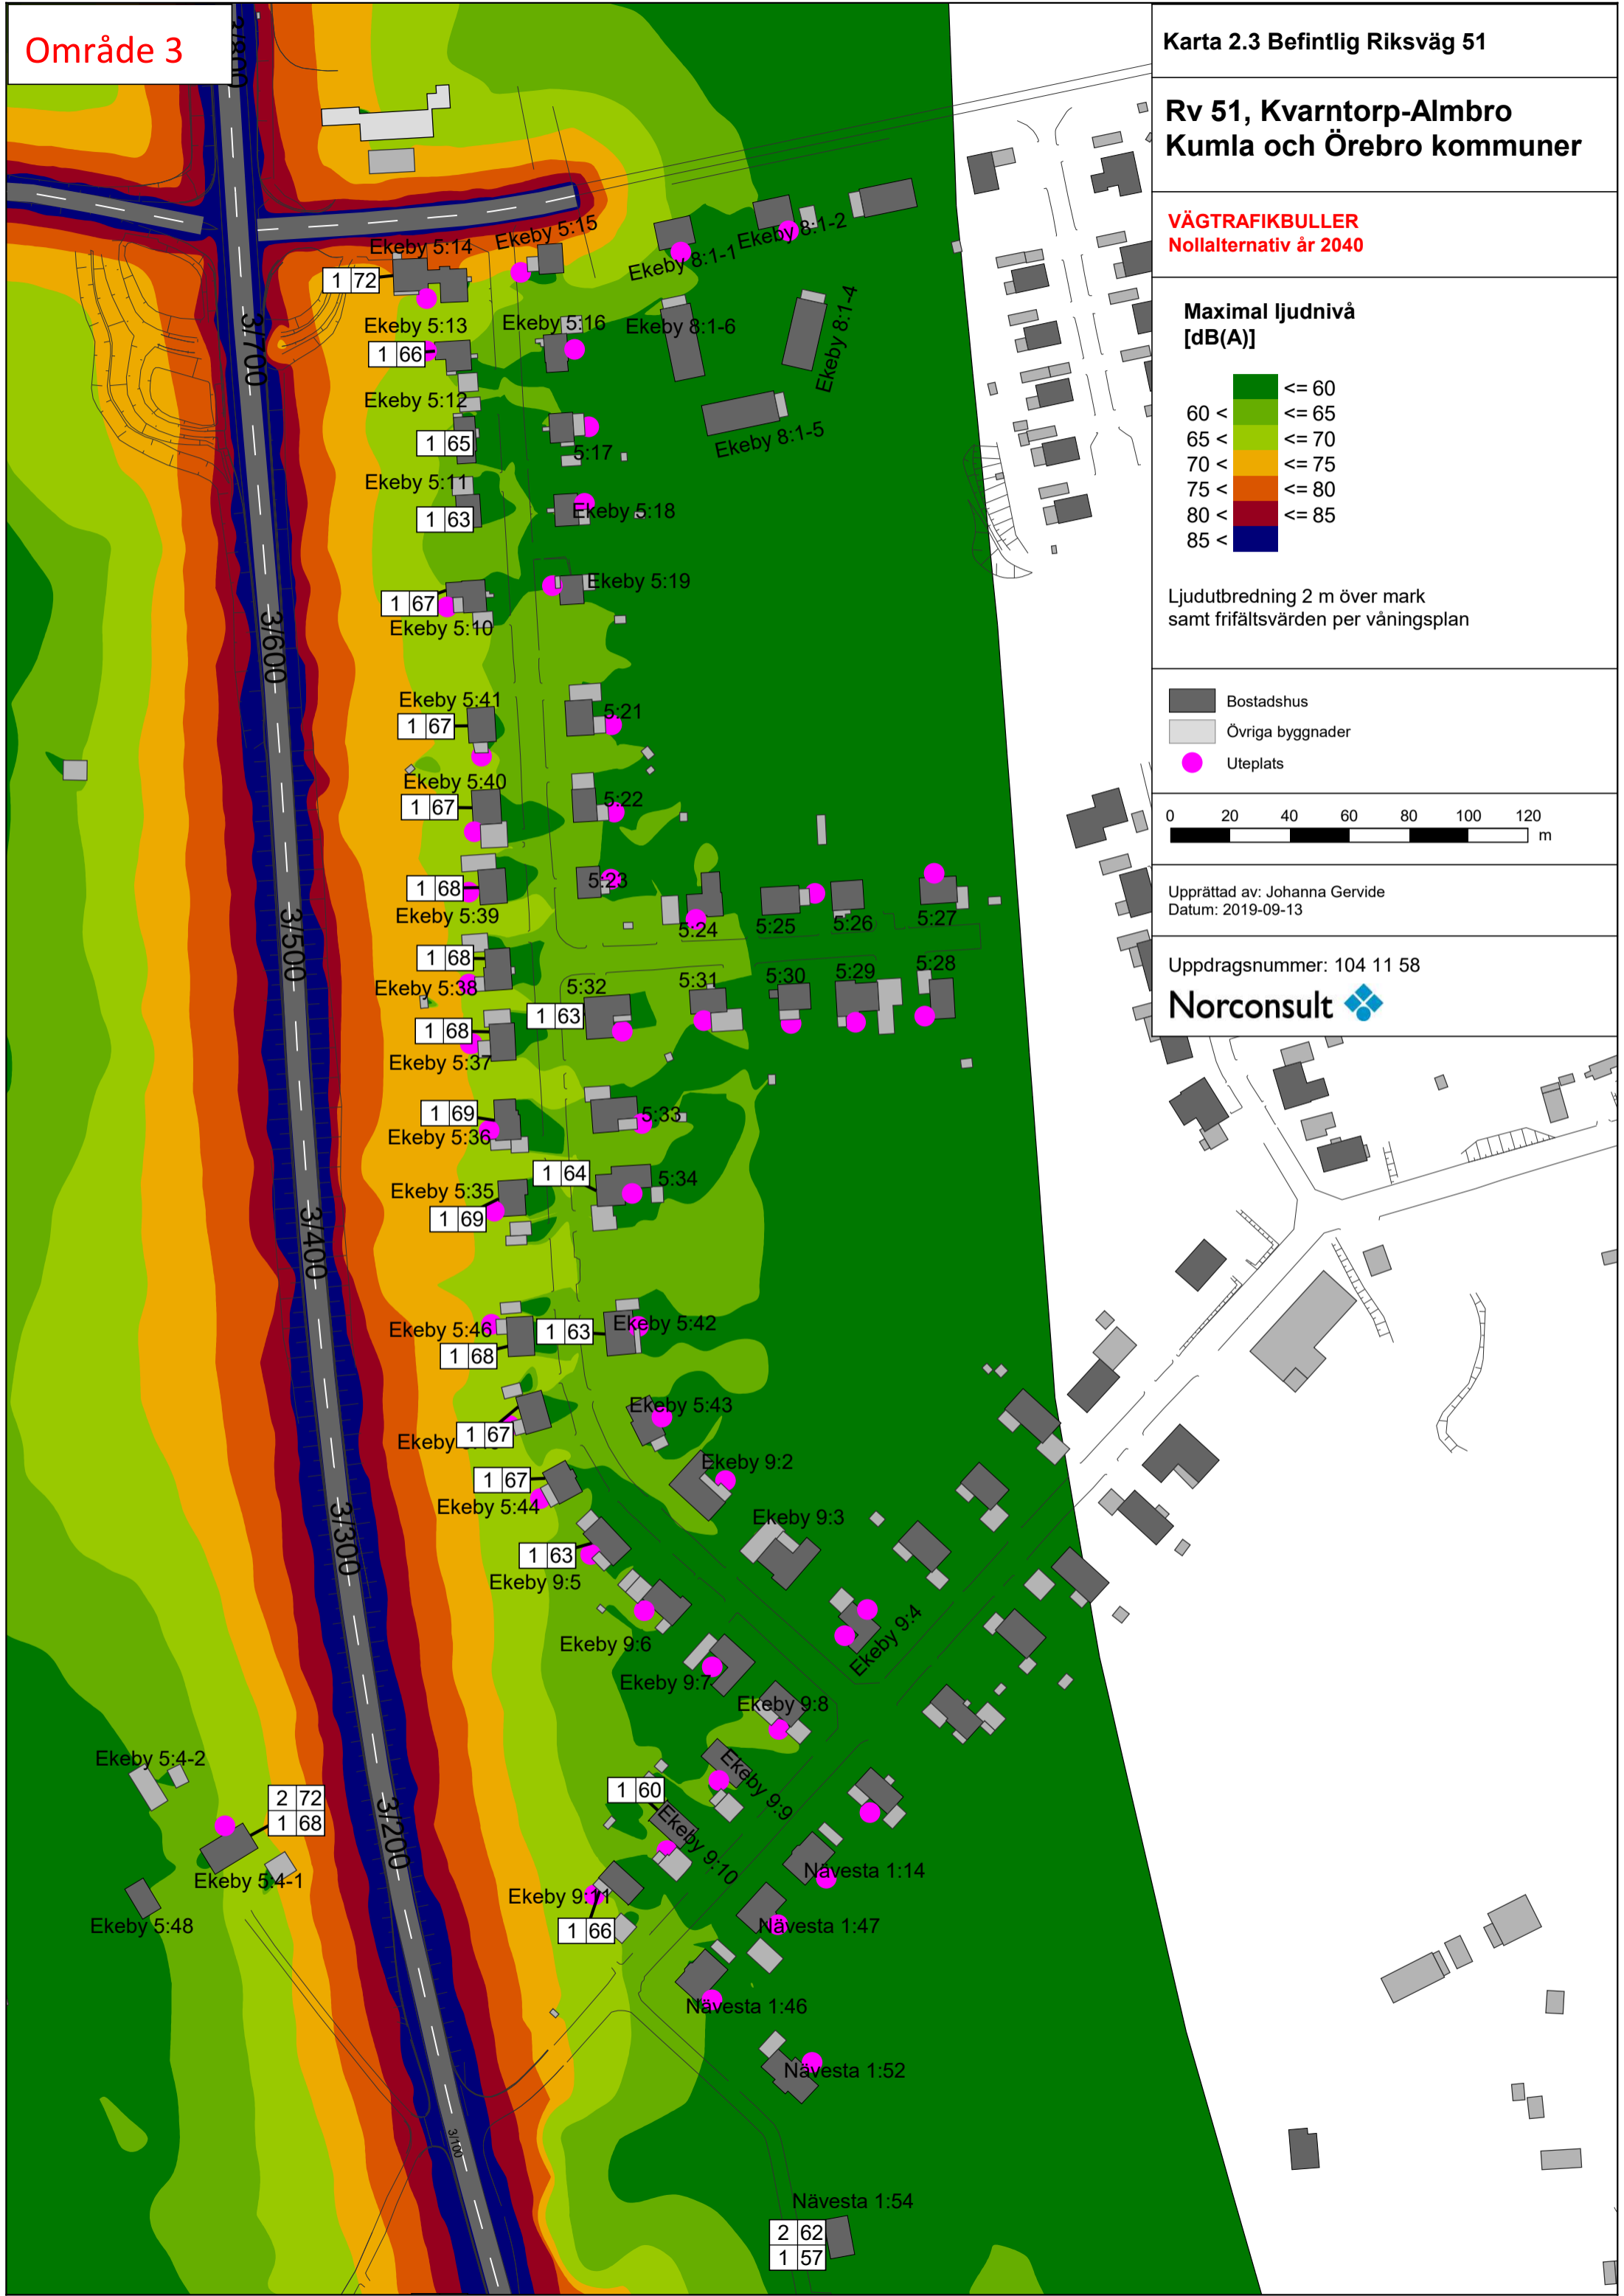 Område 3
Karta 2.3 Befintlig Riksväg 51
Rv 51, Kvarntorp-Almbro
Kumla och Örebro kommuner
VÄGTRAFIKBULLER
Nollalternativ år 2040
Maximal ljudnivå
[dB(A)]
<= 60
60 < <= 65
65 < <= 70
70 < <= 75
75 < <= 80
80 < <= 85
85 <
Ljudutbredning 2 m över mark
samt frifältsvärden per våningsplan
Bostadshus
Övriga byggnader
Uteplats
0 20 40 60 80 100 120
m
Upprättad av: Johanna Gervide
Datum: 2019-09-13
Uppdragsnummer: 104 11 58
Norconsult
3/800
3/700
3/600
3/500
3/400
3/300
3/200
3/100
Ekeby 5:14
1 72
Ekeby 5:15
Ekeby 8:1-1
Ekeby 8:1-2
Ekeby 5:13
1 66
Ekeby 5:16
Ekeby 8:1-6
Ekeby 8:1-4
Ekeby 5:12
1 65
5:17
Ekeby 8:1-5
Ekeby 5:11
1 63
Ekeby 5:18
Ekeby 5:19
1 67
Ekeby 5:10
Ekeby 5:41
1 67
5:21
Ekeby 5:40
1 67
5:22
1 68
Ekeby 5:39
5:23
5:24
5:25
5:26
5:27
1 68
Ekeby 5:38
5:32
1 63
5:31
5:30
5:29
5:28
1 68
Ekeby 5:37
1 69
Ekeby 5:36
5:33
1 64
5:34
Ekeby 5:35
1 69
Ekeby 5:46
1 68
1 63
Ekeby 5:42
Ekeby 5:43
Ekeby
1 67
1 67
Ekeby 5:44
Ekeby 9:2
Ekeby 9:3
1 63
Ekeby 9:5
Ekeby 9:6
Ekeby 9:4
Ekeby 9:7
Ekeby 9:8
Ekeby 9:9
1 60
Ekeby 9:10
Ekeby 9:11
1 66
Ekeby 5:4-2
2 72
1 68
Ekeby 5:4-1
Ekeby 5:48
Nävesta 1:14
Nävesta 1:47
Nävesta 1:46
Nävesta 1:52
Nävesta 1:54
2 62
1 57